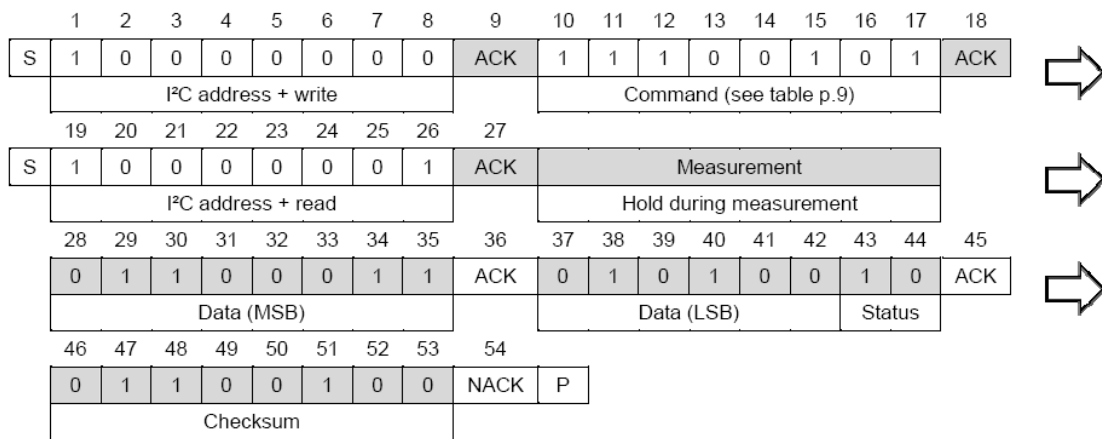 1 2 3 4 5 6 7 8 9 10 11 12 13 14 15 16 17 18
S 1 0 0 0 0 0 0 0 ACK 1 1 1 0 0 1 0 1 ACK
I²C address + write Command (see table p.9)
19 20 21 22 23 24 25 26 27
S 1 0 0 0 0 0 0 1 ACK Measurement
I²C address + read Hold during measurement
28 29 30 31 32 33 34 35 36 37 38 39 40 41 42 43 44 45
0 1 1 0 0 0 1 1 ACK 0 1 0 1 0 0 1 0 ACK
Data (MSB) Data (LSB) Status
46 47 48 49 50 51 52 53 54
0 1 1 0 0 1 0 0 NACK P
Checksum